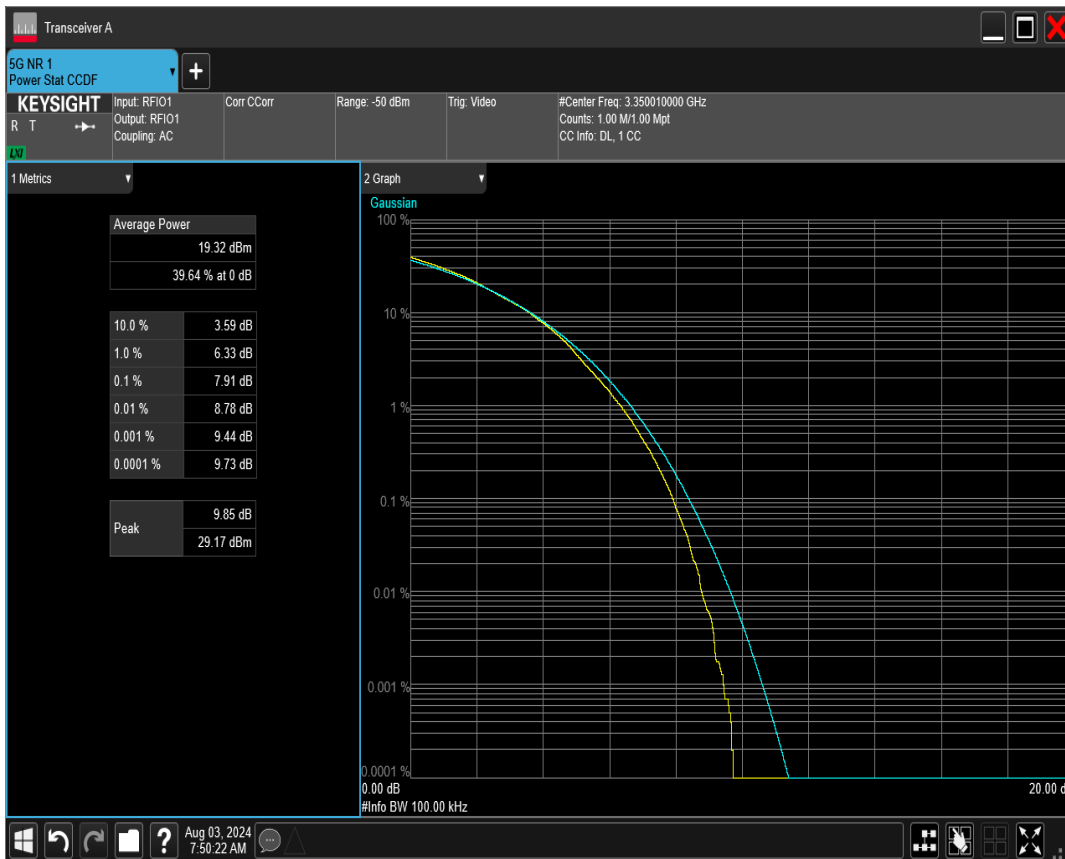 Transceiver A
5G NR 1
Power Stat CCDF
KEYSIGHT
R T
LXI
Input: RFIO1
Output: RFIO1
Coupling: AC
Corr CCorr
Range: -50 dBm
Trig: Video
#Center Freq: 3.350010000 GHz
Counts: 1.00 M/1.00 Mpt
CC Info: DL, 1 CC
1 Metrics
Average Power
19.32 dBm
39.64 % at 0 dB
10.0 % 3.59 dB
1.0 % 6.33 dB
0.1 % 7.91 dB
0.01 % 8.78 dB
0.001 % 9.44 dB
0.0001 % 9.73 dB
Peak 9.85 dB
29.17 dBm
2 Graph
Gaussian
100 %
10 %
1 %
0.1 %
0.01 %
0.001 %
0.0001 %
0.00 dB 20.00 d
#Info BW 100.00 kHz
Aug 03, 2024
7:50:22 AM